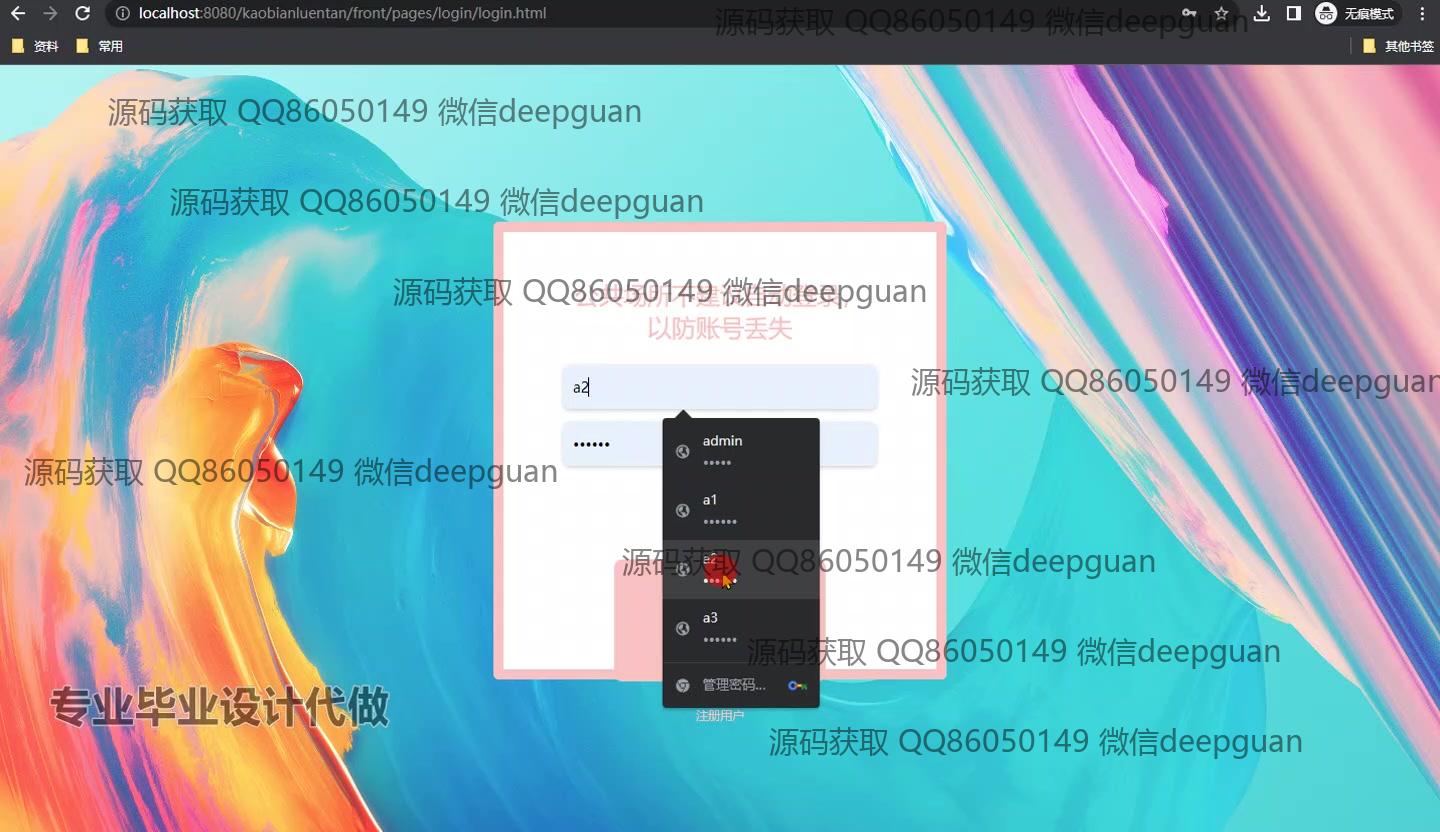 localhost:8080/kaobianluentan/front/pages/login/login.html
无痕模式
资料
常用
其他书签
源码获取 QQ86050149 微信deepguan
源码获取 QQ86050149 微信deepguan
源码获取 QQ86050149 微信deepguan
源码获取 QQ86050149 微信deepguan
以防账号丢失
源码获取 QQ86050149 微信deepguan
a2
••••••
admin
•••••
源码获取 QQ86050149 微信deepguan
a1
••••••
源码获取 QQ86050149 微信deepguan
a3
••••••
源码获取 QQ86050149 微信deepguan
管理密码...
专业毕业设计代做
注册用户
源码获取 QQ86050149 微信deepguan